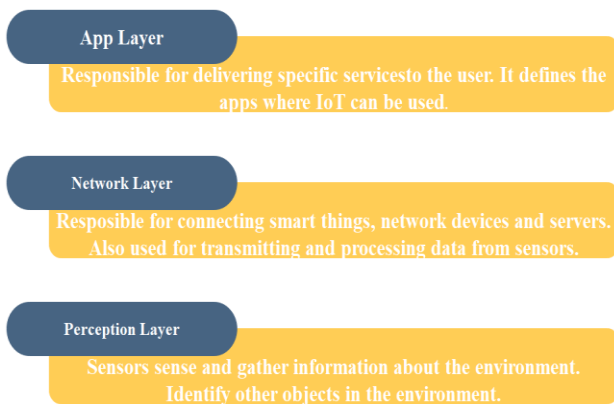 App Layer
Responsible for delivering specific servicesto the user. It defines the
apps where IoT can be used.
Network Layer
Resposible for connecting smart things, network devices and servers.
Also used for transmitting and processing data from sensors.
Perception Layer
Sensors sense and gather information about the environment.
Identify other objects in the environment.